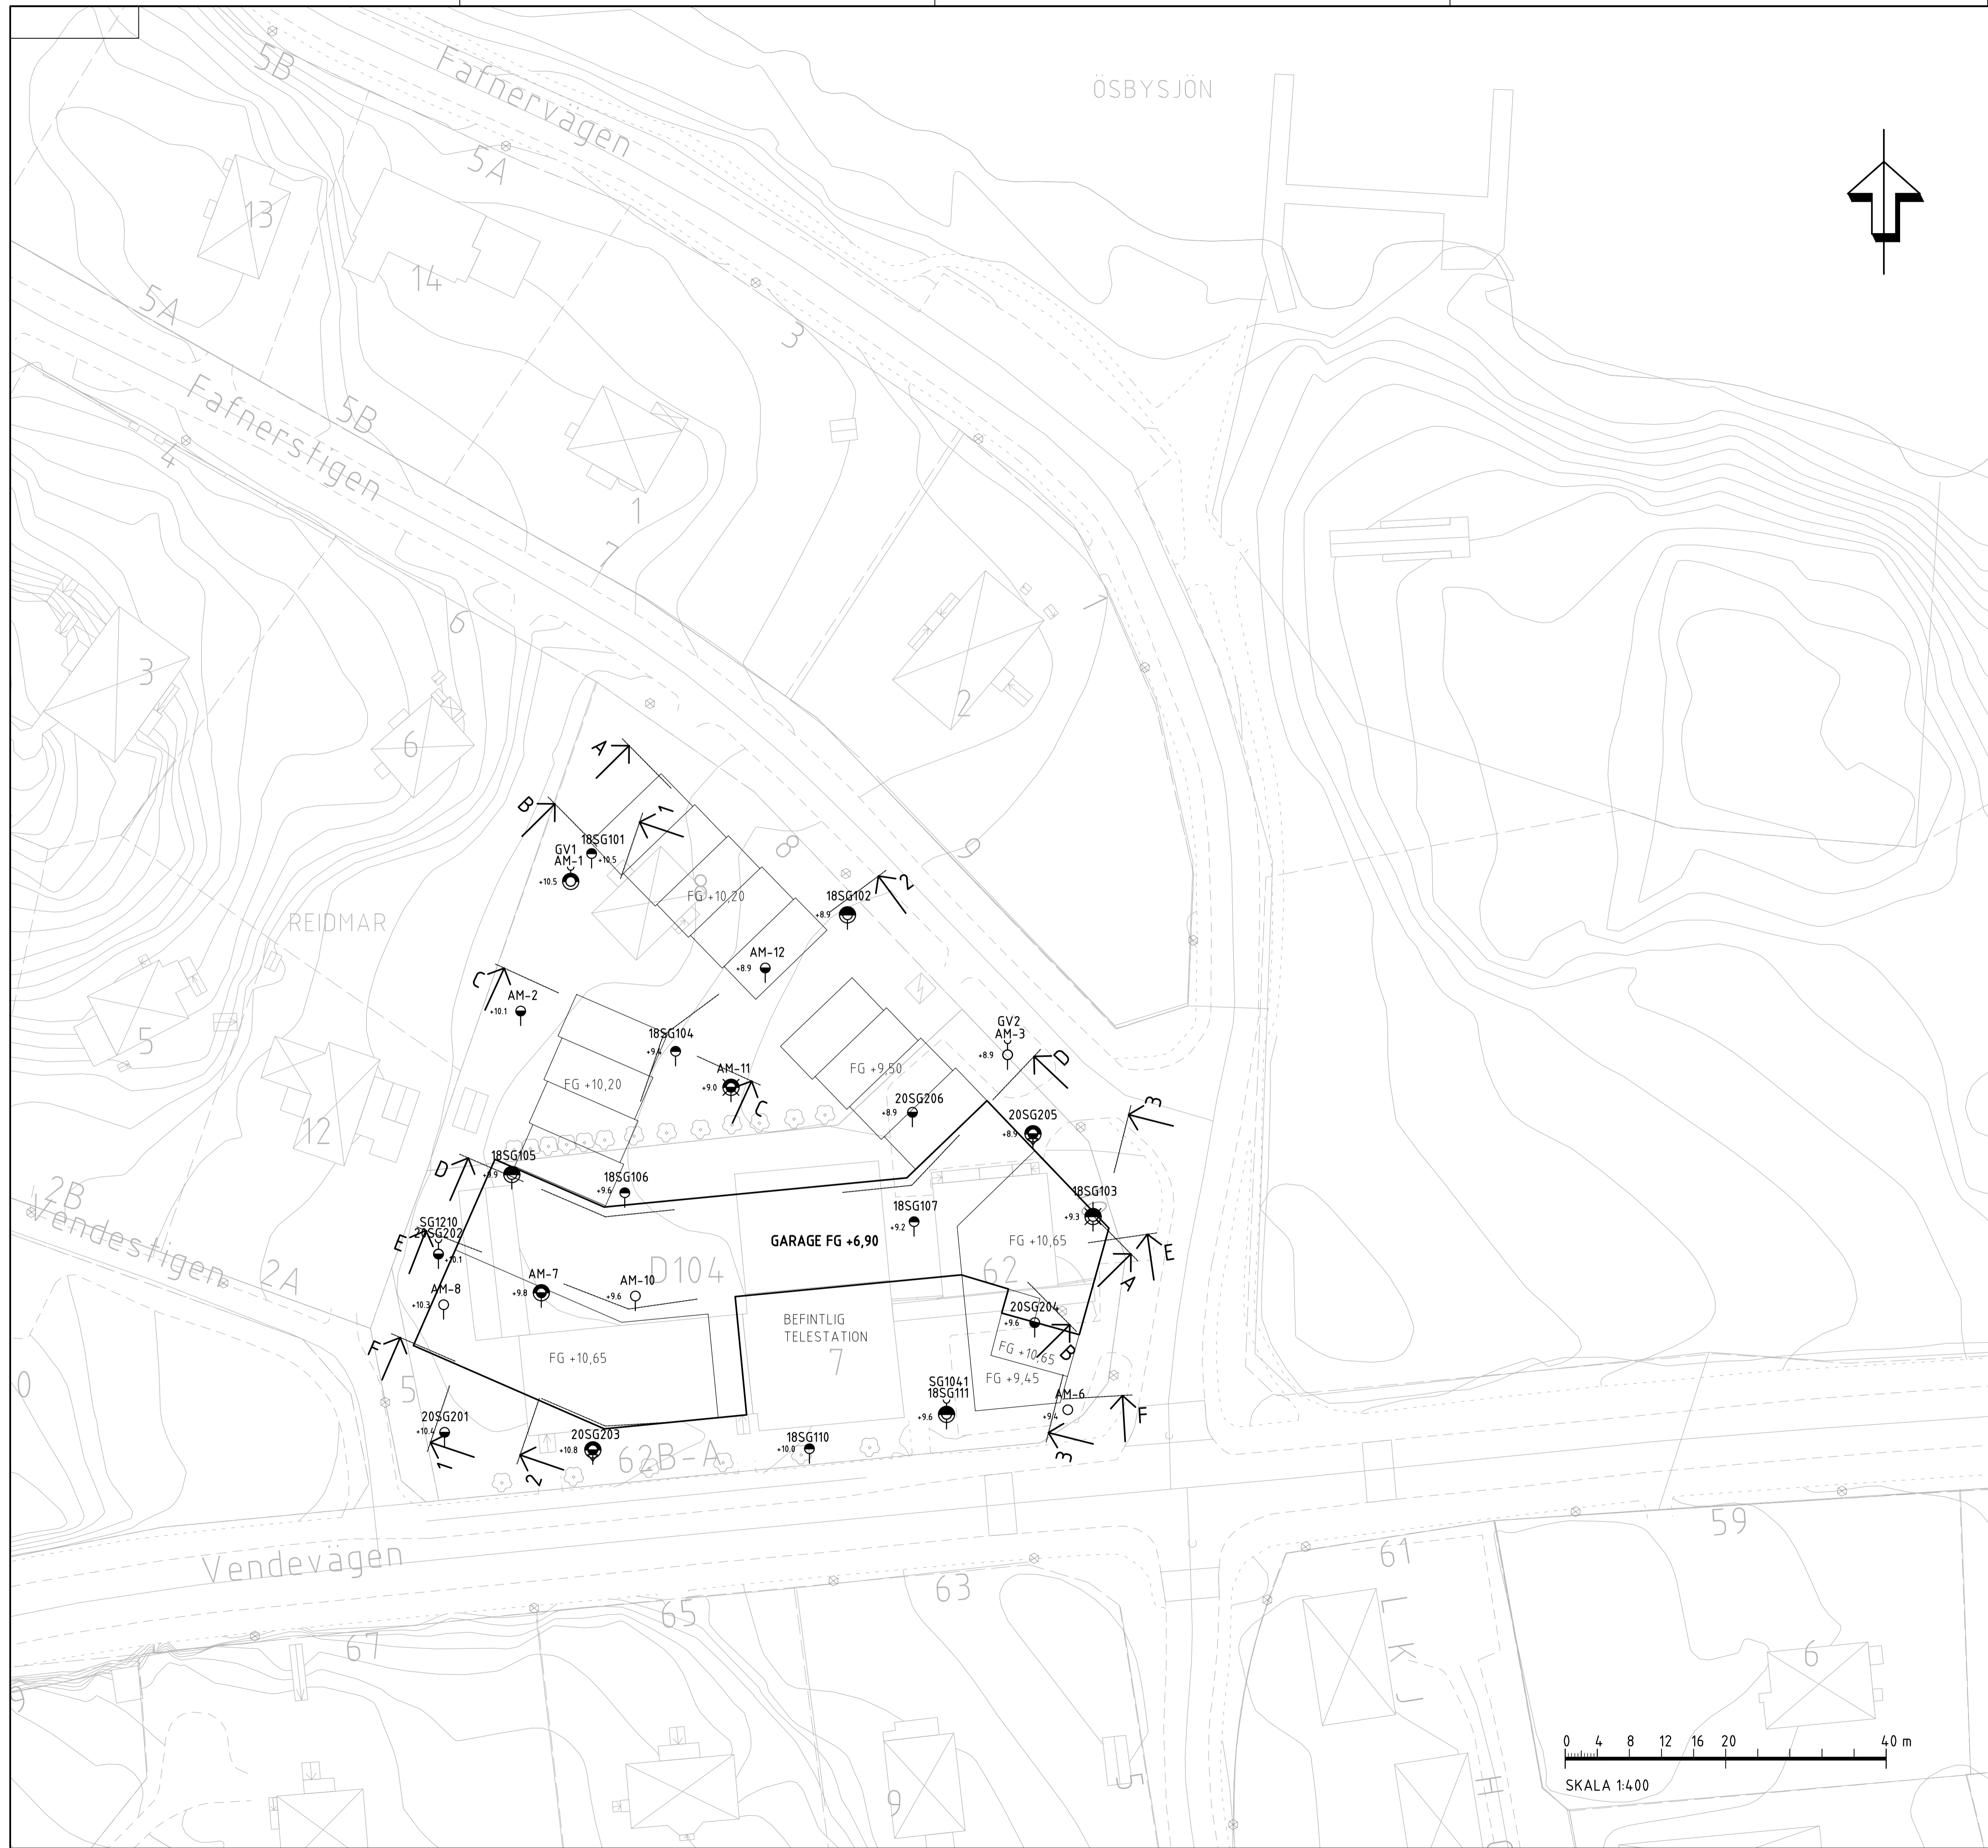 5B
Fafnervägen
ÖSBYSJÖN
5A
13
14
5A
3
Fafnerstigen
5B
4
1
7
6
3
2
6
A
B
1
18SG101
GV1
AM-1
+10.5
+10.5
8
8
9
FG +10,20
2
18SG102
+8.9
REIDMAR
AM-12
+8.9
C
AM-2
+10.1
5
GV2
AM-3
+8.9
D
18SG104
+9.4
AM-11
+9.0
FG +9,50
FG +10,20
C
20SG206
+8.9
20SG205
+8.9
3
12
D
18SG105
+9.9
18SG106
+9.6
18SG103
+9.3
2B
Vendestigen
2A
SG1210
20SG202
+10.1
E
18SG107
+9.2
GARAGE FG +6,90
FG +10,65
E
D104
62
A
AM-7
+9.8
AM-10
+9.6
AM-8
+10.3
BEFINTLIG
TELESTATION
7
20SG204
+9.6
F
FG +10,65
FG +10,65
B
FG +9,45
0
5
SG1041
18SG111
+9.6
AM-6
+9.4
F
20SG201
+10.4
1
2
20SG203
+10.8
62B-A
18SG110
+10.0
3
Vendevägen
59
61
63
65
67
L
K
J
6
9
5
9
H
0 4 8 12 16 20 40 m
SKALA 1:400